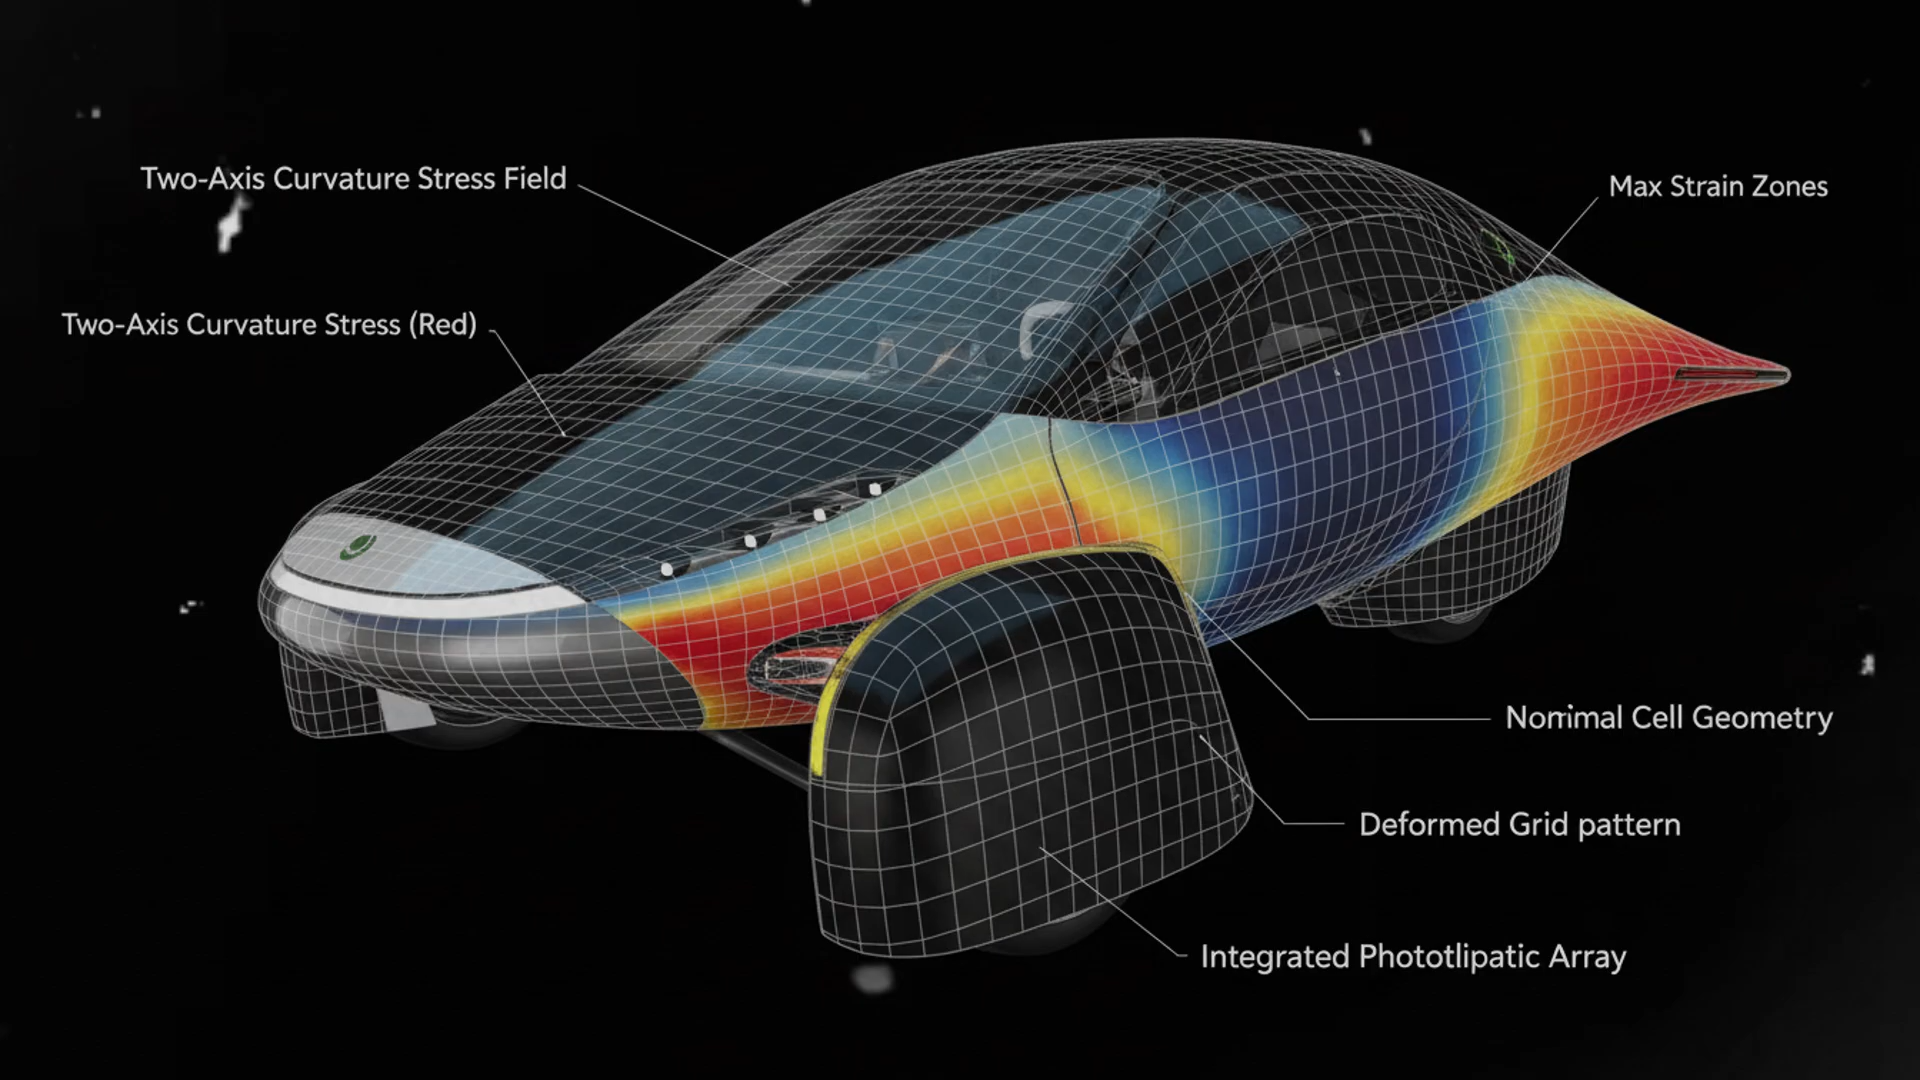 Two-Axis Curvature Stress Field
Max Strain Zones
Two-Axis Curvature Stress (Red)
Norrimal Cell Geometry
Deformed Grid pattern
Integrated Phototlipatic Array